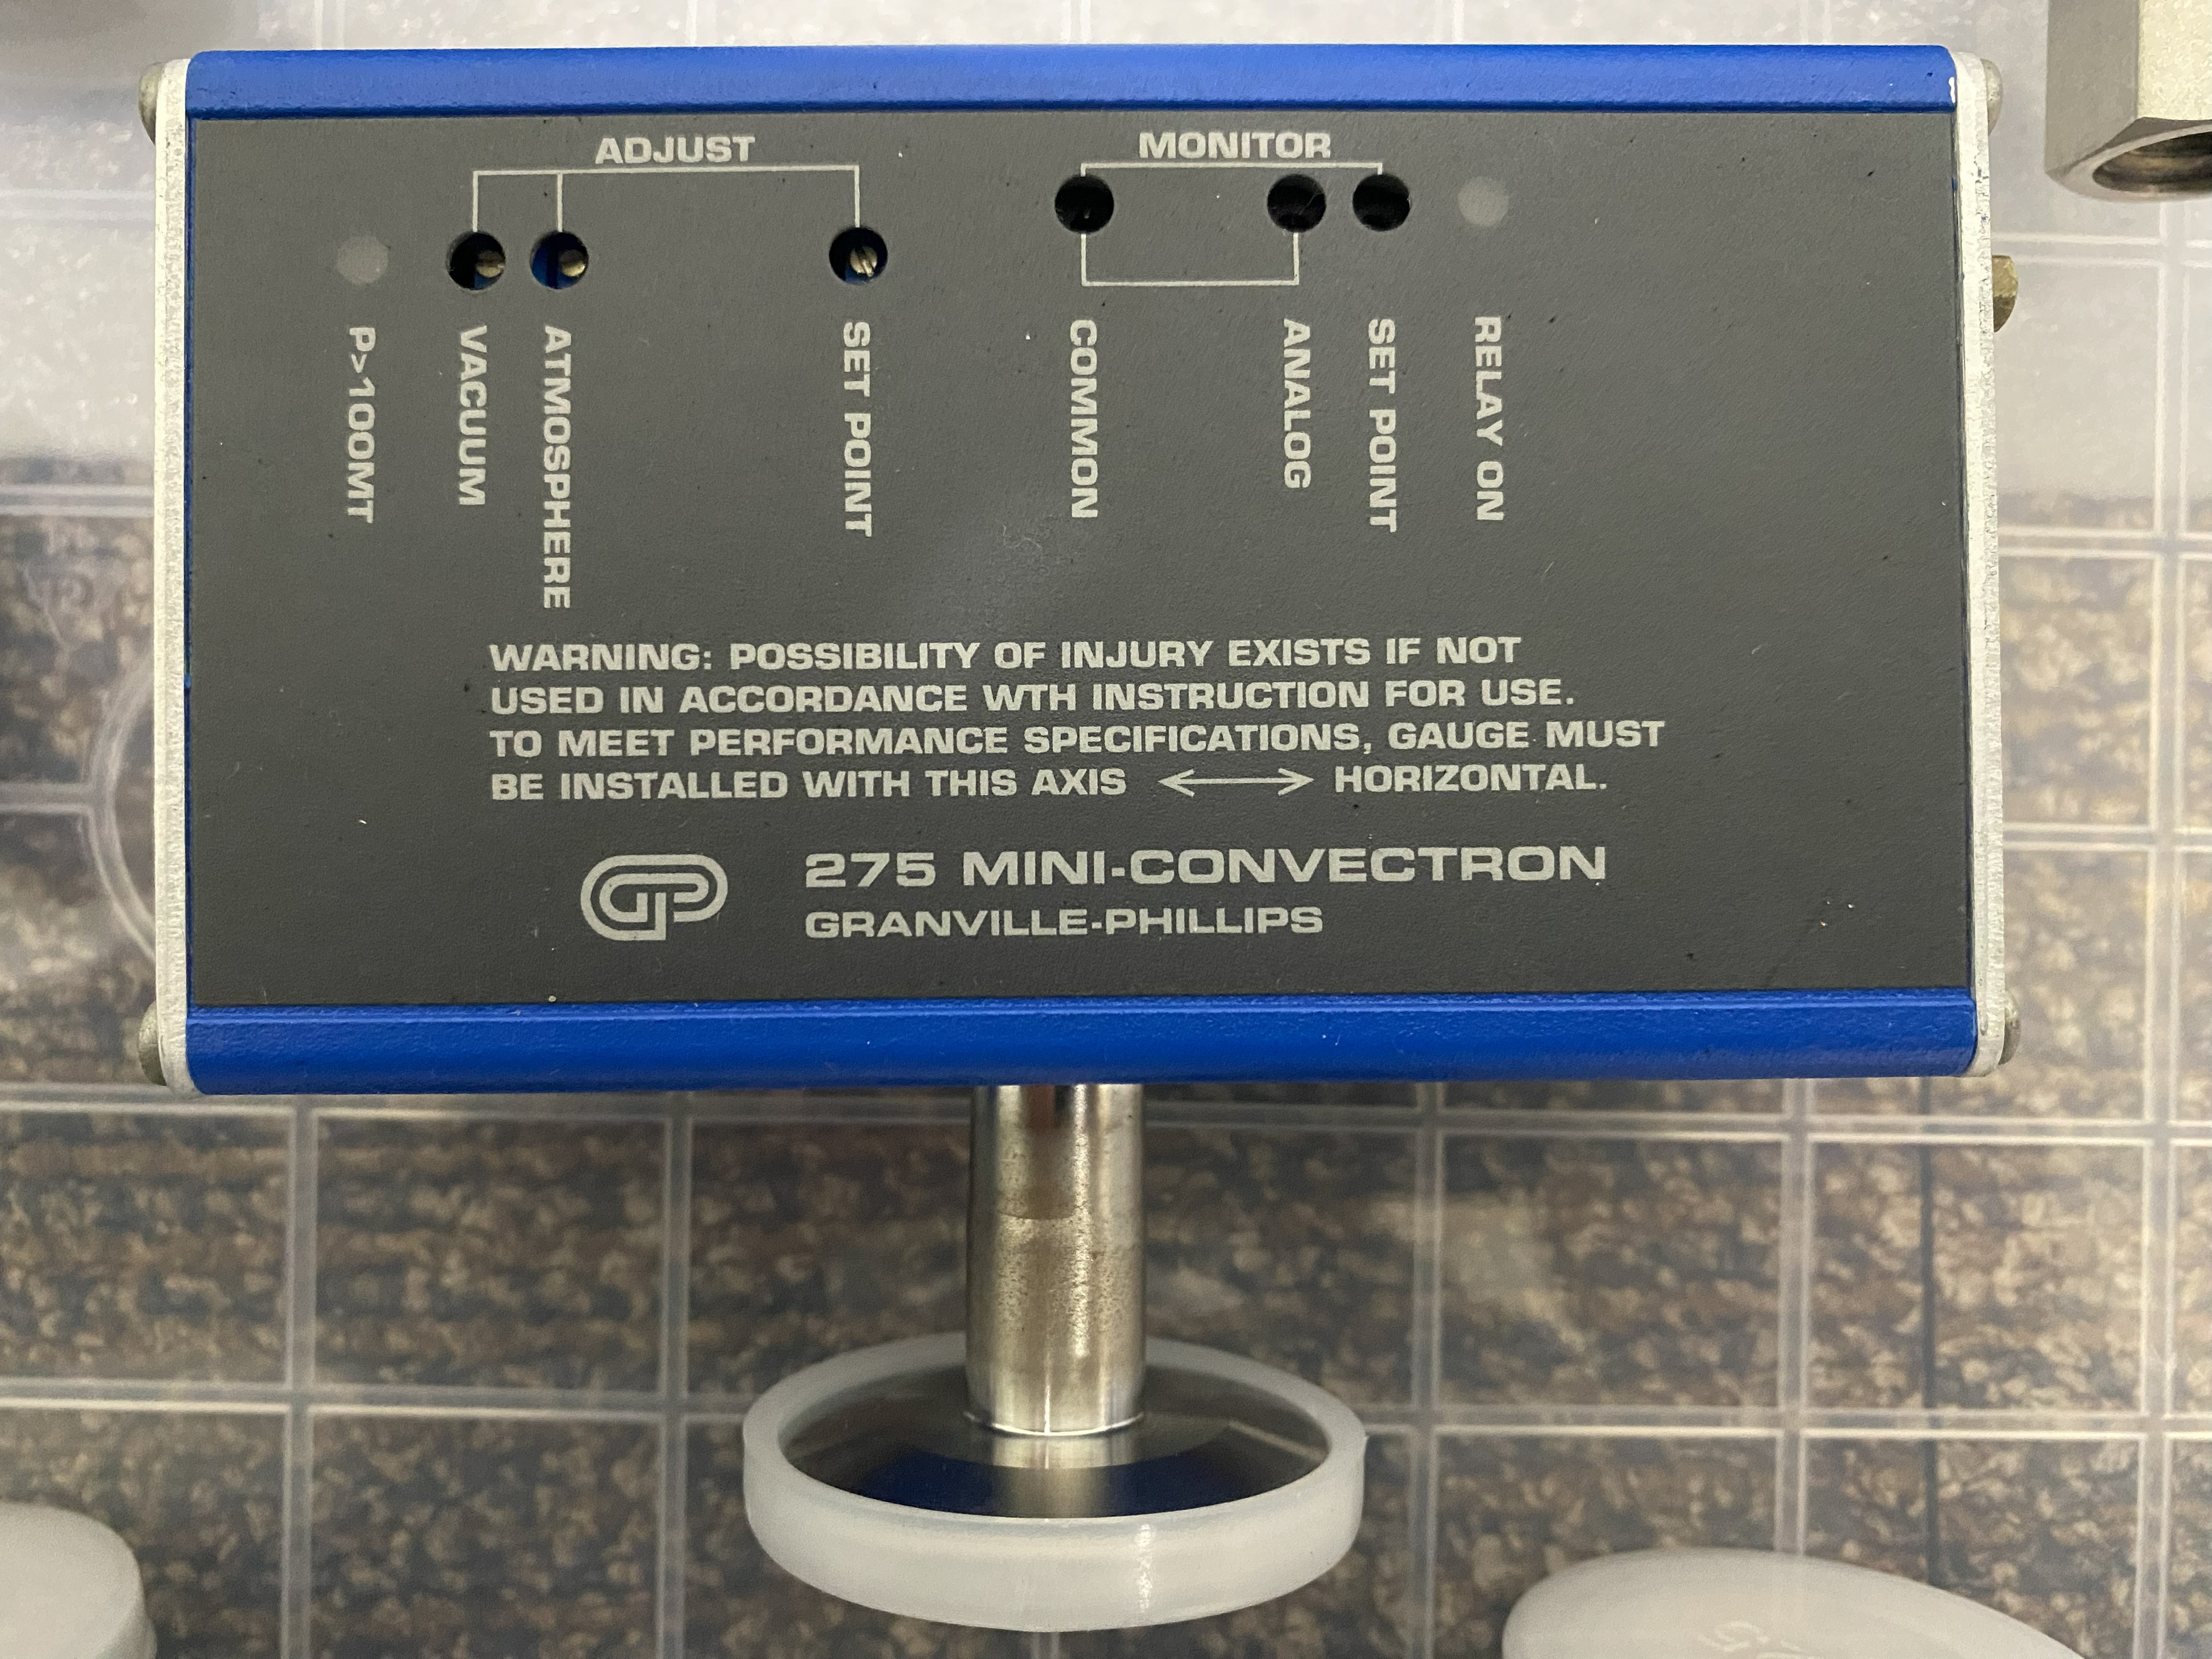 ADJUST
MONITOR
P>100MT
VACUUM
ATMOSPHERE
SET POINT
COMMON
ANALOG
SET POINT
RELAY ON
WARNING: POSSIBILITY OF INJURY EXISTS IF NOT
USED IN ACCORDANCE WTH INSTRUCTION FOR USE.
TO MEET PERFORMANCE SPECIFICATIONS, GAUGE MUST
BE INSTALLED WITH THIS AXIS ⟷ HORIZONTAL.
GP
275 MINI-CONVECTRON
GRANVILLE-PHILLIPS